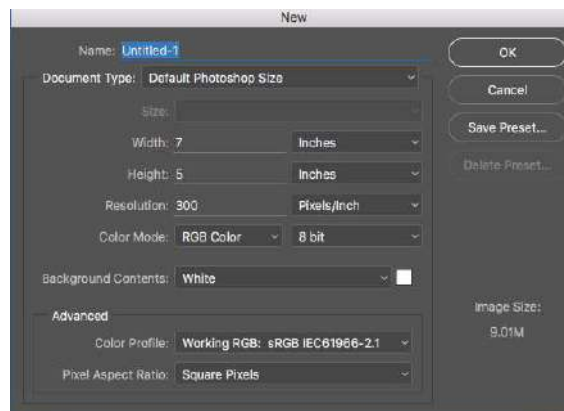 New
Name: Untitled-1
OK
Document Type: Default Photoshop Size
Cancel
Size:
Width: 7 Inches
Save Preset...
Height: 5 Inches
Delete Preset...
Resolution: 300 Pixels/Inch
Color Mode: RGB Color 8 bit
Background Contents: White
Advanced
Image Size:
9.01M
Color Profile: Working RGB: sRGB IEC61966-2.1
Pixel Aspect Ratio: Square Pixels